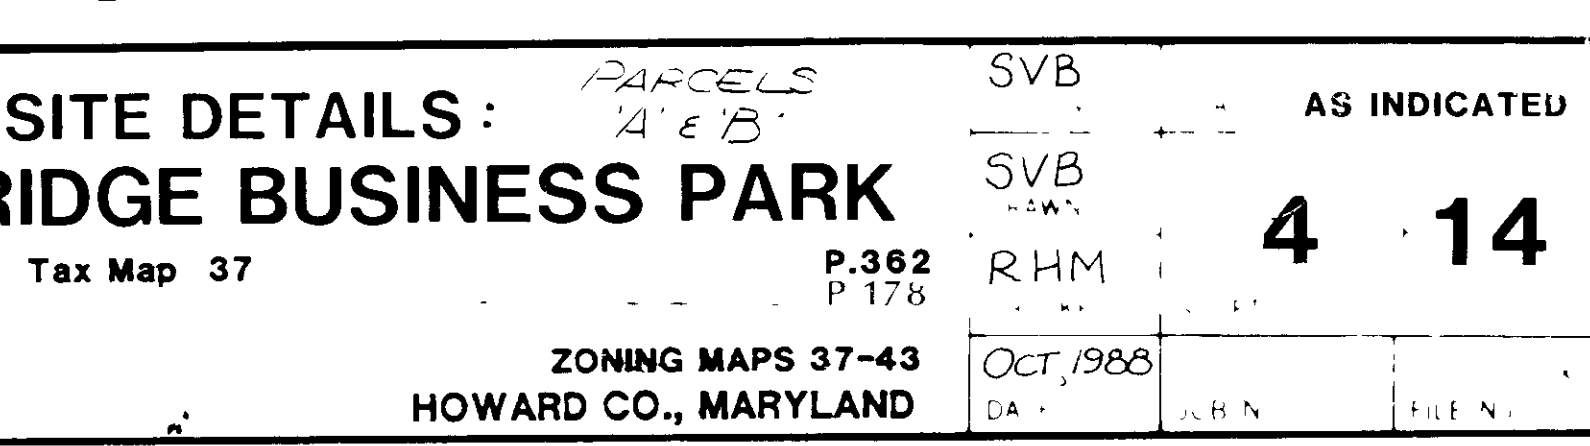 SITE DETAILS:
PARCELS
'A' & 'B'
RIDGE BUSINESS PARK
Tax Map 37
P.362
P 178
ZONING MAPS 37-43
HOWARD CO., MARYLAND
SVB
SVB
RHM
OCT, 1988
AS INDICATED
4 14